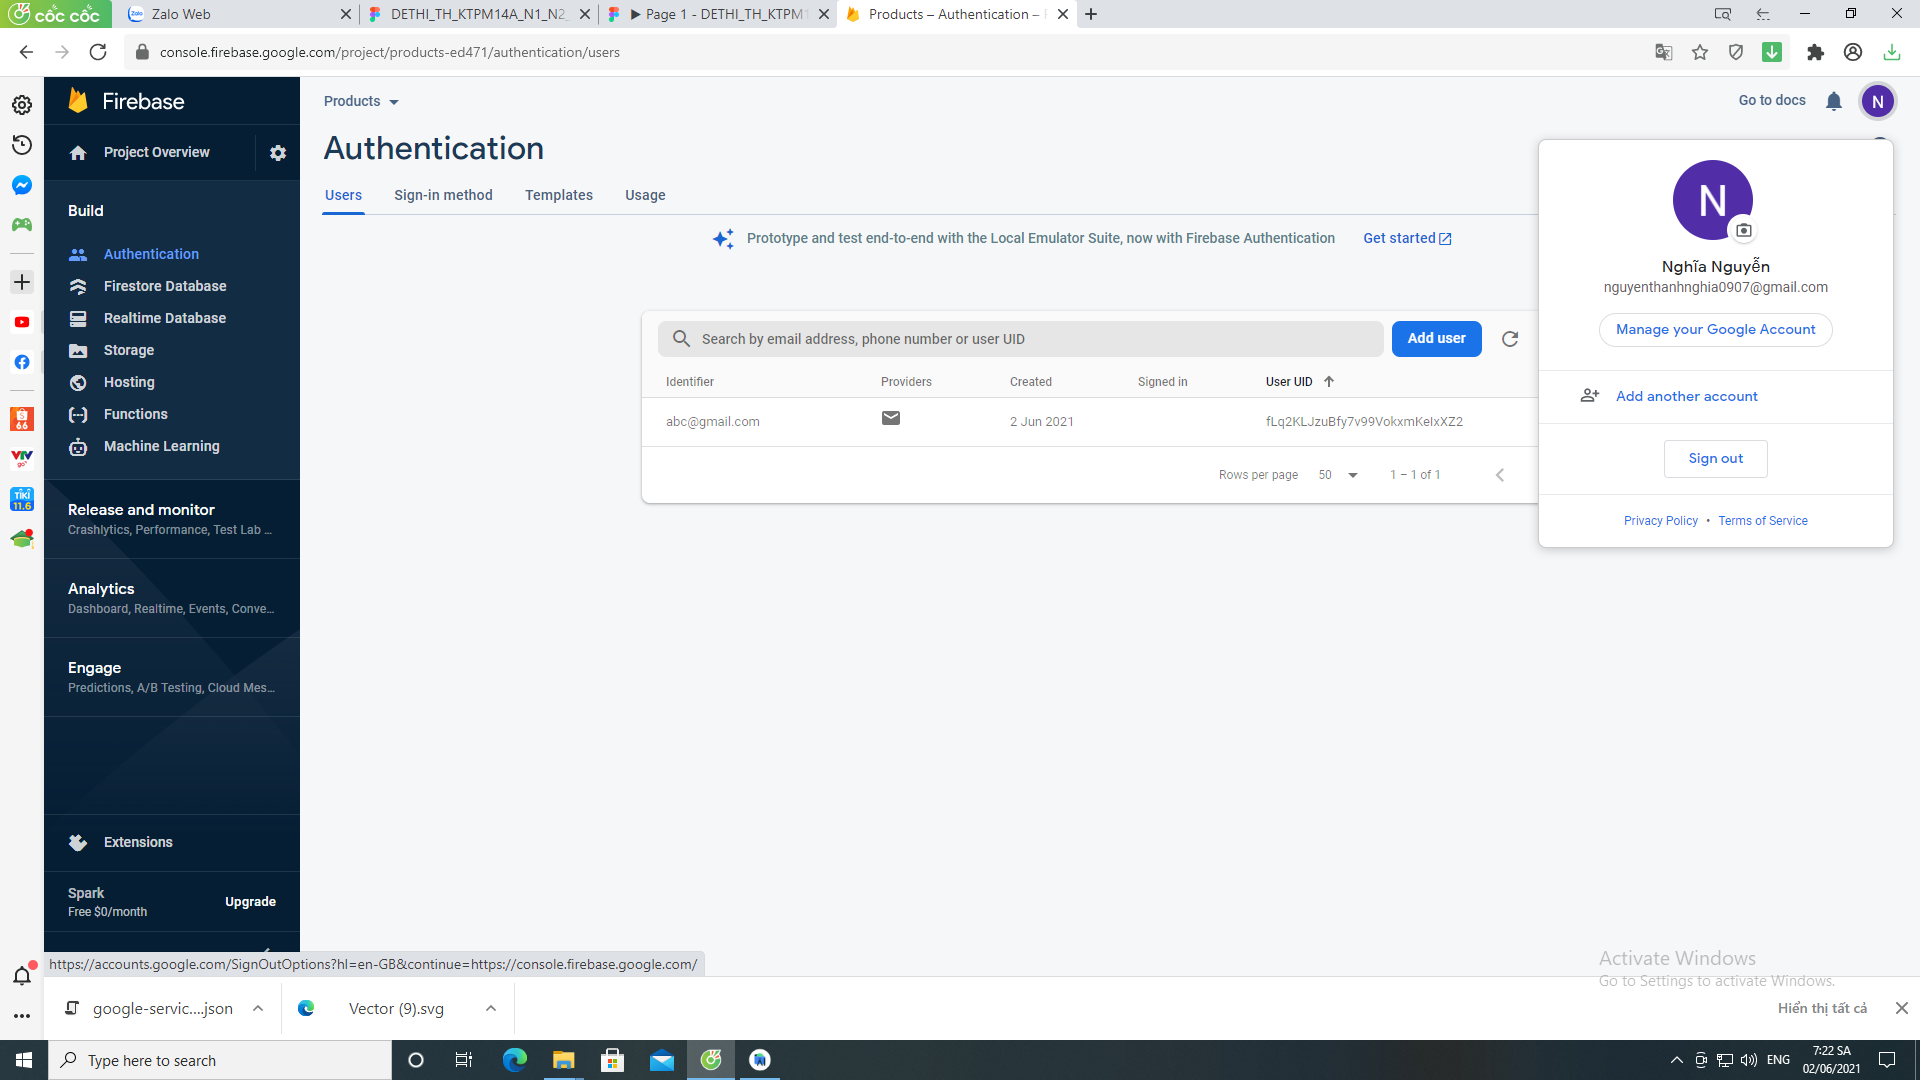 cốc cốc
Zalo Web
DETHI_TH_KTPM14A_N1_N2_
▶ Page 1 - DETHI_TH_KTPM1
Products – Authentication –
console.firebase.google.com/project/products-ed471/authentication/users
Firebase
Project Overview
Build
Authentication
Firestore Database
Realtime Database
Storage
Hosting
Functions
Machine Learning
Release and monitor
Crashlytics, Performance, Test Lab ...
Analytics
Dashboard, Realtime, Events, Conve...
Engage
Predictions, A/B Testing, Cloud Mes...
Extensions
Spark
Free $0/month
Upgrade
Products
Go to docs
N
Authentication
Users
Sign-in method
Templates
Usage
Prototype and test end-to-end with the Local Emulator Suite, now with Firebase Authentication
Get started
Search by email address, phone number or user UID
Add user
Identifier
Providers
Created
Signed in
User UID
abc@gmail.com
2 Jun 2021
fLq2KLJzuBfy7v99VokxmKeIxXZ2
Rows per page
50
1 – 1 of 1
N
Nghĩa Nguyễn
nguyenthanhnghia0907@gmail.com
Manage your Google Account
Add another account
Sign out
Privacy Policy • Terms of Service
https://accounts.google.com/SignOutOptions?hl=en-GB&continue=https://console.firebase.google.com/
Activate Windows
Go to Settings to activate Windows.
google-servic....json
Vector (9).svg
Hiển thị tất cả
Type here to search
ENG
7:22 SA
02/06/2021